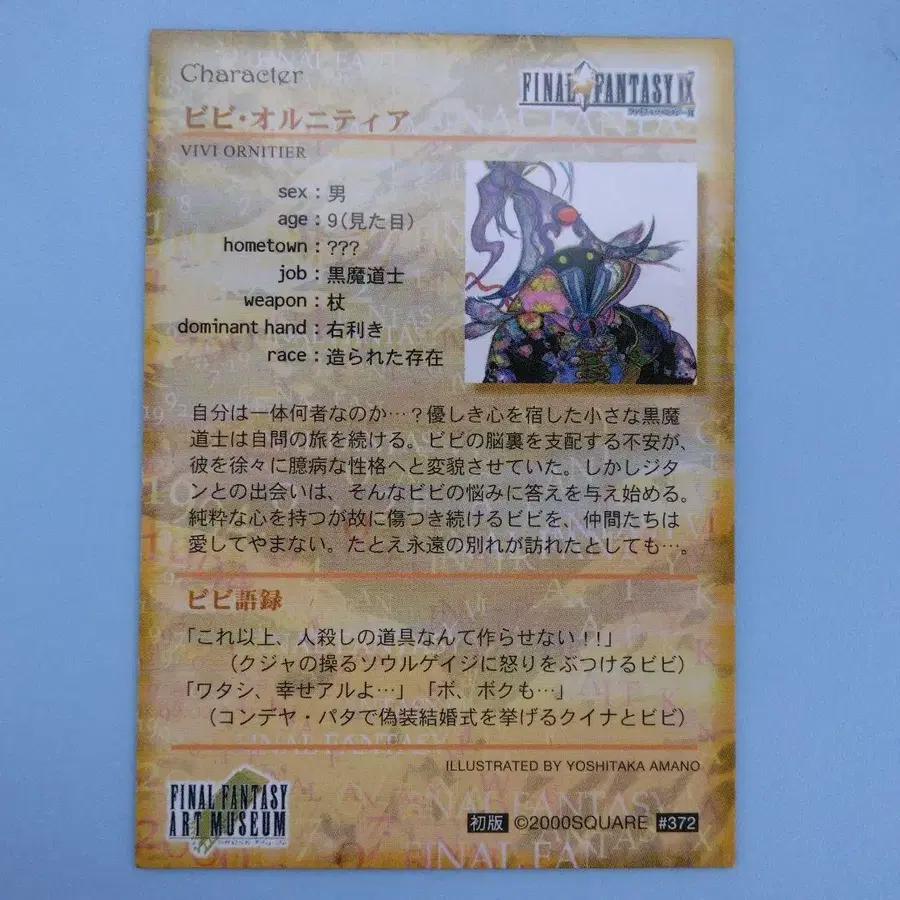 Character
FINAL FANTASY IX
ファイナルファンタジーIX
ビビ・オルニティア
VIVI ORNITIER
sex：男
age：9(見た目)
hometown：???
job：黒魔道士
weapon：杖
dominant hand：右利き
race：造られた存在
自分は一体何者なのか…？優しき心を宿した小さな黒魔
道士は自問の旅を続ける。ビビの脳裏を支配する不安が、
彼を徐々に臆病な性格へと変貌させていた。しかしジタ
ンとの出会いは、そんなビビの悩みに答えを与え始める。
純粋な心を持つが故に傷つき続けるビビを、仲間たちは
愛してやまない。たとえ永遠の別れが訪れたとしても…。
ビビ語録
「これ以上、人殺しの道具なんて作らせない！！」
（クジャの操るソウルゲイジに怒りをぶつけるビビ）
「ワタシ、幸せアルよ…」「ボ、ボクも…」
（コンデヤ・パタで偽装結婚式を挙げるクイナとビビ）
ILLUSTRATED BY YOSHITAKA AMANO
FINAL FANTASY
ART MUSEUM
初版 ©2000SQUARE #372